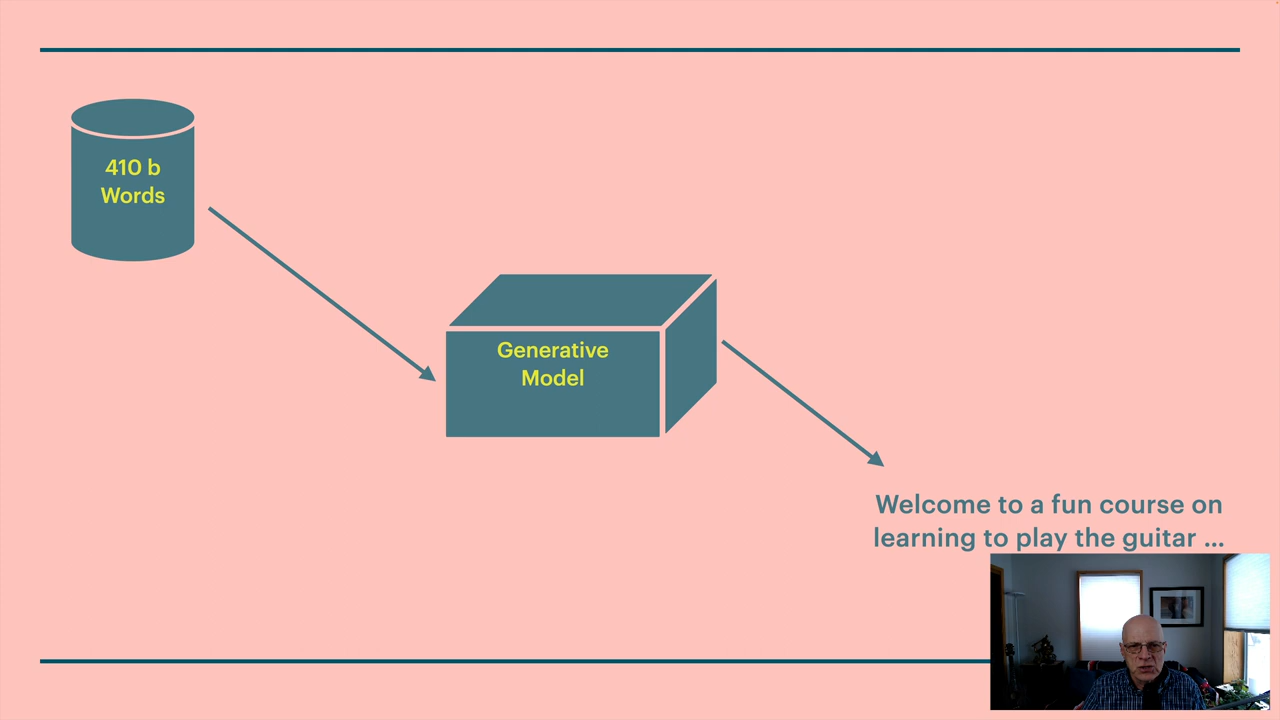 410 b
Words
Generative
Model
Welcome to a fun course on
learning to play the guitar ...